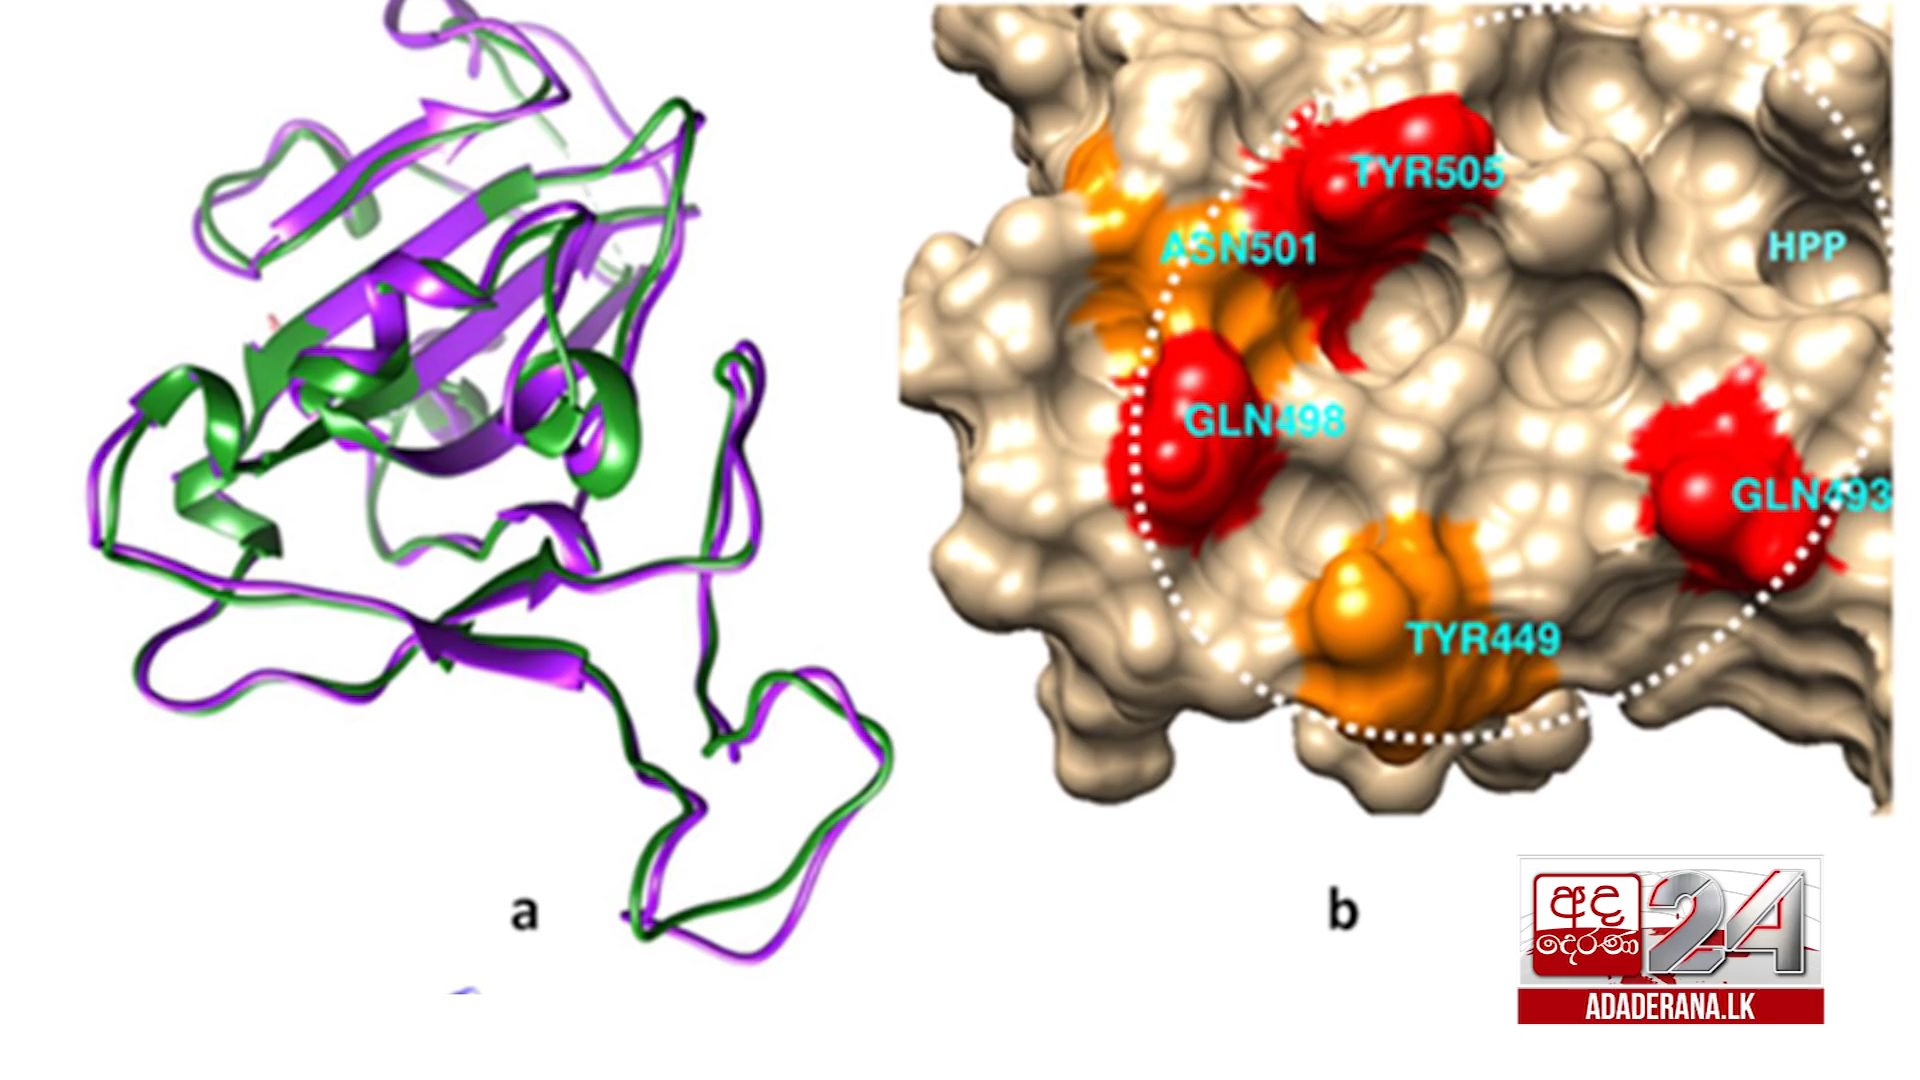 TYR505
ASN501
HPP
GLN498
GLN493
TYR449
a
b
අද
දෙරණ
24
ADADERANA.LK